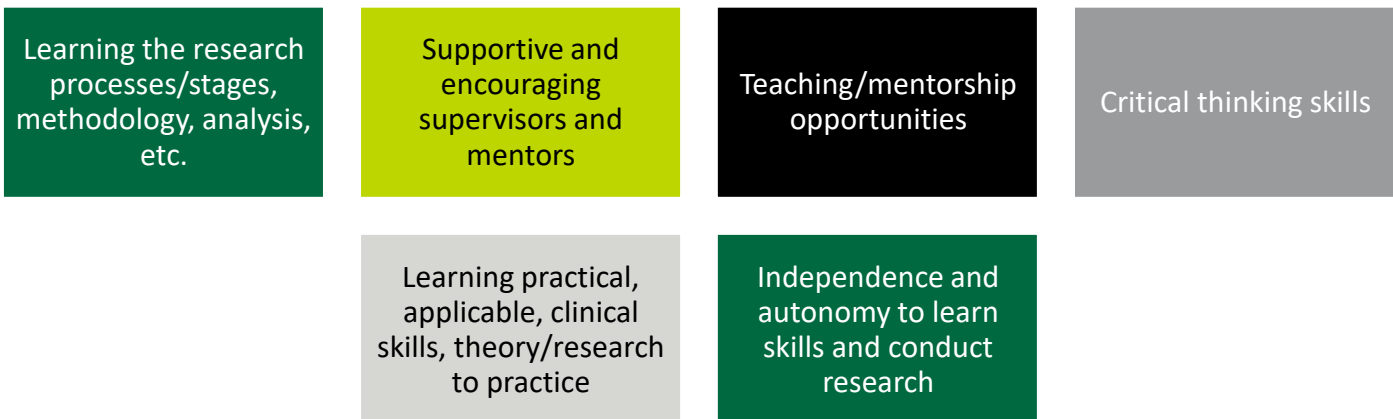 Learning the research
processes/stages,
methodology, analysis,
etc.
Supportive and
encouraging
supervisors and
mentors
Teaching/mentorship
opportunities
Critical thinking skills
Learning practical,
applicable, clinical
skills, theory/research
to practice
Independence and
autonomy to learn
skills and conduct
research